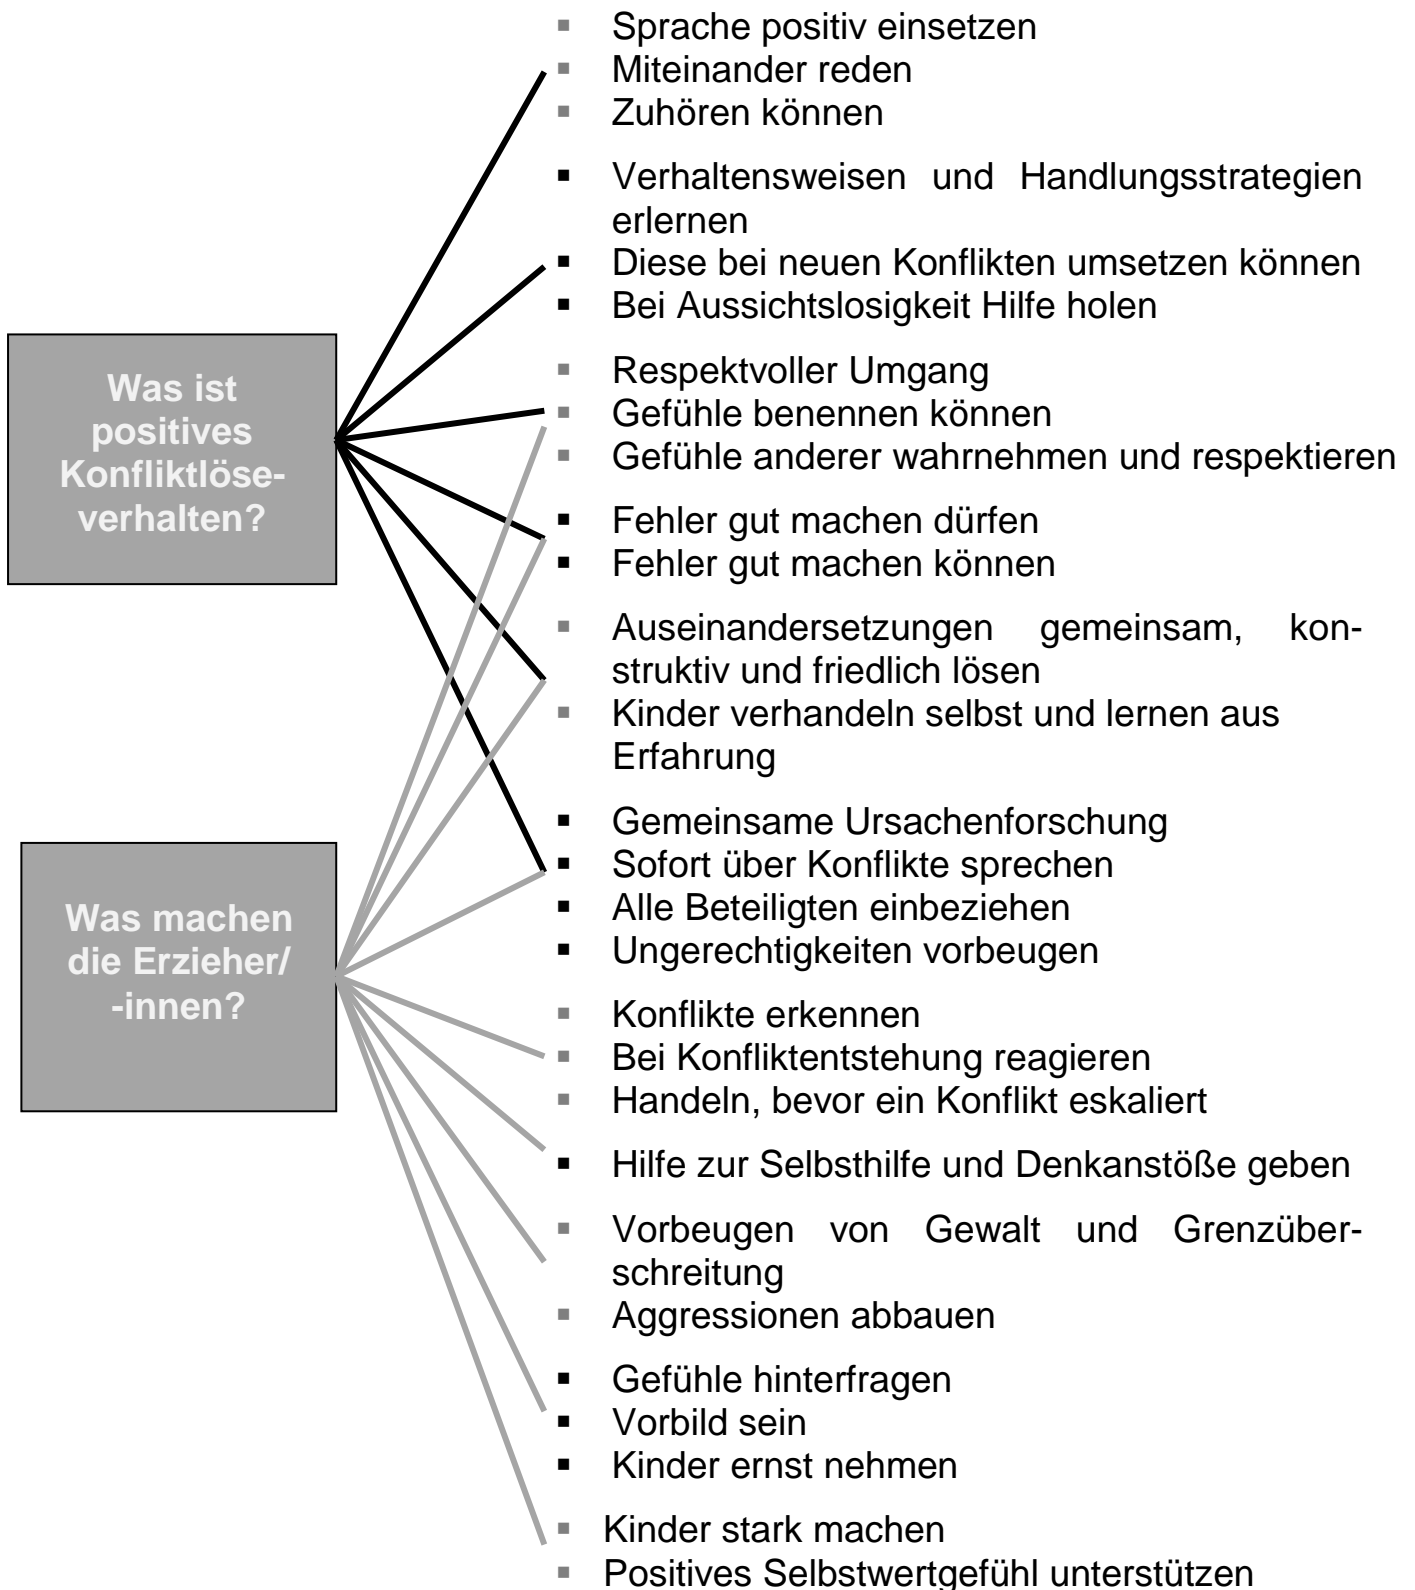 ▪ Sprache positiv einsetzen
▪ Miteinander reden
▪ Zuhören können
▪ Verhaltensweisen und Handlungsstrategien
erlernen
▪ Diese bei neuen Konflikten umsetzen können
▪ Bei Aussichtslosigkeit Hilfe holen
Was ist
positives
Konfliktlöse-
verhalten?
▪ Respektvoller Umgang
▪ Gefühle benennen können
▪ Gefühle anderer wahrnehmen und respektieren
▪ Fehler gut machen dürfen
▪ Fehler gut machen können
▪ Auseinandersetzungen gemeinsam, kon-
struktiv und friedlich lösen
▪ Kinder verhandeln selbst und lernen aus
Erfahrung
▪ Gemeinsame Ursachenforschung
▪ Sofort über Konflikte sprechen
▪ Alle Beteiligten einbeziehen
▪ Ungerechtigkeiten vorbeugen
Was machen
die Erzieher/
-innen?
▪ Konflikte erkennen
▪ Bei Konfliktentstehung reagieren
▪ Handeln, bevor ein Konflikt eskaliert
▪ Hilfe zur Selbsthilfe und Denkanstöße geben
▪ Vorbeugen von Gewalt und Grenzüber-
schreitung
▪ Aggressionen abbauen
▪ Gefühle hinterfragen
▪ Vorbild sein
▪ Kinder ernst nehmen
▪ Kinder stark machen
▪ Positives Selbstwertgefühl unterstützen